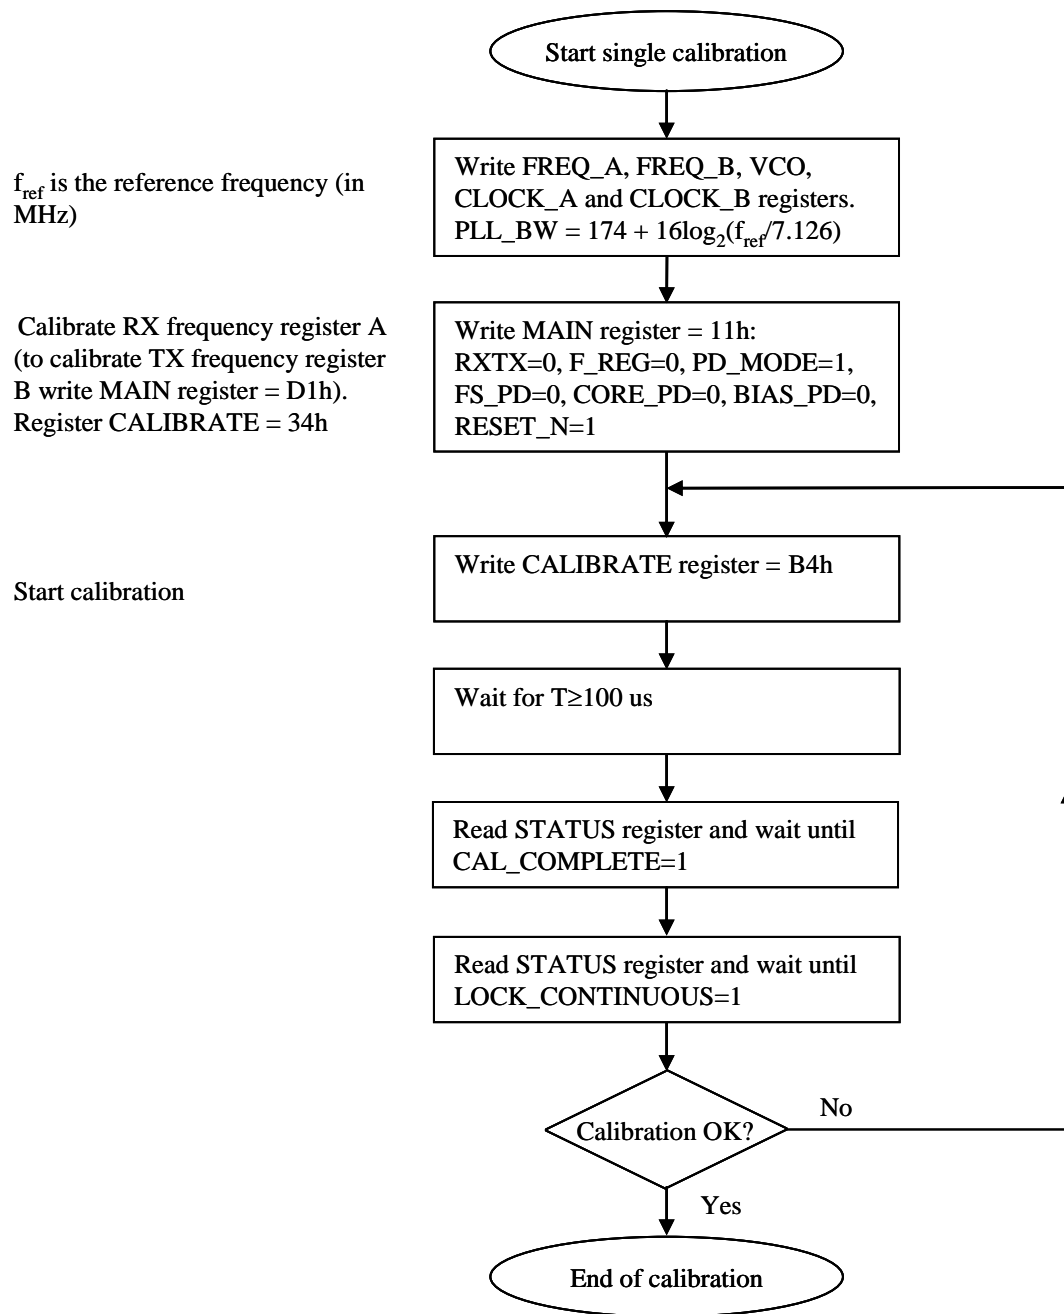 Start single calibration
f_ref is the reference frequency (in
MHz)
Write FREQ_A, FREQ_B, VCO,
CLOCK_A and CLOCK_B registers.
PLL_BW = 174 + 16log₂(f_ref/7.126)
Calibrate RX frequency register A
(to calibrate TX frequency register
B write MAIN register = D1h).
Register CALIBRATE = 34h
Write MAIN register = 11h:
RXTX=0, F_REG=0, PD_MODE=1,
FS_PD=0, CORE_PD=0, BIAS_PD=0,
RESET_N=1
Start calibration
Write CALIBRATE register = B4h
Wait for T≥100 us
Read STATUS register and wait until
CAL_COMPLETE=1
Read STATUS register and wait until
LOCK_CONTINUOUS=1
Calibration OK?
No
Yes
End of calibration